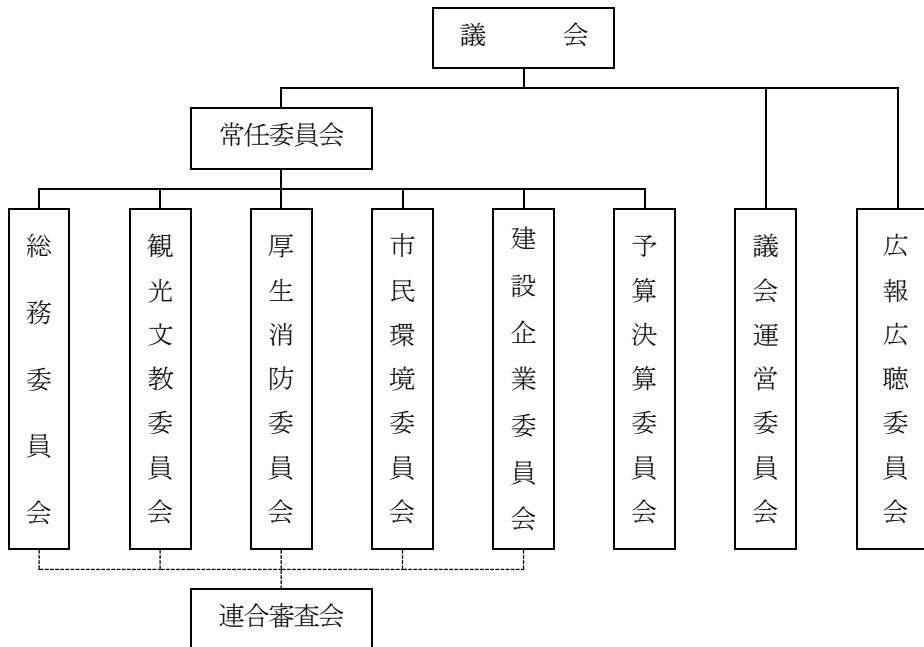 議　会
常任委員会
総務委員会
観光文教委員会
厚生消防委員会
市民環境委員会
建設企業委員会
予算決算委員会
議会運営委員会
広報広聴委員会
連合審査会